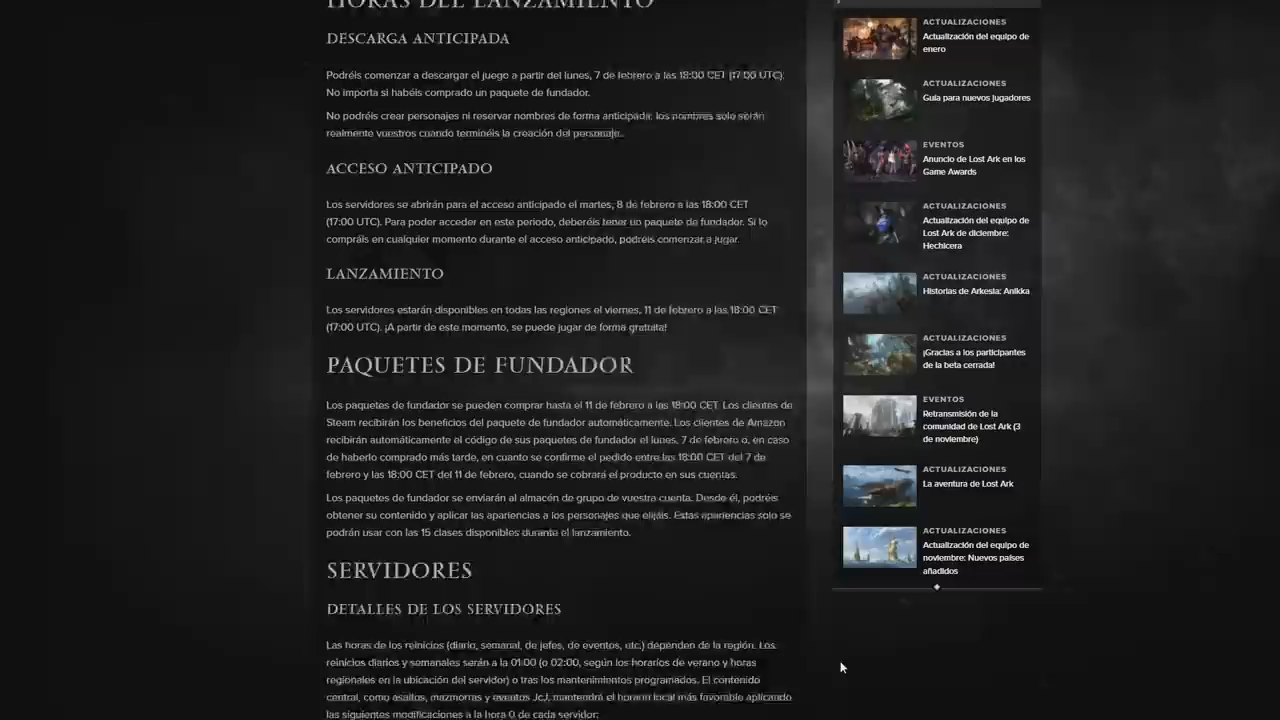 HORAS DEL LANZAMIENTO
DESCARGA ANTICIPADA
Podréis comenzar a descargar el juego a partir del lunes, 7 de febrero a las 18:00 CET (17:00 UTC).
No importa si habéis comprado un paquete de fundador.
No podréis crear personajes ni reservar nombres de forma anticipada: los nombres solo serán
realmente vuestros cuando terminéis la creación del personaje.
ACCESO ANTICIPADO
Los servidores se abrirán para el acceso anticipado el martes, 8 de febrero a las 18:00 CET
(17:00 UTC). Para poder acceder en este periodo, deberéis tener un paquete de fundador. Si lo
compráis en cualquier momento durante el acceso anticipado, podréis comenzar a jugar.
LANZAMIENTO
Los servidores estarán disponibles en todas las regiones el viernes, 11 de febrero a las 18:00 CET
(17:00 UTC). ¡A partir de este momento, se puede jugar de forma gratuita!
PAQUETES DE FUNDADOR
Los paquetes de fundador se pueden comprar hasta el 11 de febrero a las 18:00 CET. Los clientes de
Steam recibirán los beneficios del paquete de fundador automáticamente. Los clientes de Amazon
recibirán automáticamente el código de sus paquetes de fundador el lunes, 7 de febrero o, en caso
de haberlo comprado más tarde, en cuanto se confirme el pedido entre las 18:00 CET del 7 de
febrero y las 18:00 CET del 11 de febrero, cuando se cobrará el producto en sus cuentas.
Los paquetes de fundador se enviarán al almacén de grupo de vuestra cuenta. Desde él, podréis
obtener su contenido y aplicar las apariencias a los personajes que elijáis. Estas apariencias solo se
podrán usar con las 15 clases disponibles durante el lanzamiento.
SERVIDORES
DETALLES DE LOS SERVIDORES
Las horas de los reinicios (diario, semanal, de jefes, de eventos, etc.) dependen de la región. Los
reinicios diarios y semanales serán a la 01:00 (o 02:00, según los horarios de verano y horas
regionales en la ubicación del servidor) o tras los mantenimientos programados. El contenido
central, como asaltos, mazmorras y eventos JcJ, mantendrá el horario local más favorable aplicando
las siguientes modificaciones a la hora 0 de cada servidor:
ACTUALIZACIONES
Actualización del equipo de
enero
ACTUALIZACIONES
Guía para nuevos jugadores
EVENTOS
Anuncio de Lost Ark en los
Game Awards
ACTUALIZACIONES
Actualización del equipo de
Lost Ark de diciembre:
Hechicera
ACTUALIZACIONES
Historias de Arkesia: Anikka
ACTUALIZACIONES
¡Gracias a los participantes
de la beta cerrada!
EVENTOS
Retransmisión de la
comunidad de Lost Ark (3
de noviembre)
ACTUALIZACIONES
La aventura de Lost Ark
ACTUALIZACIONES
Actualización del equipo de
noviembre: Nuevos países
añadidos